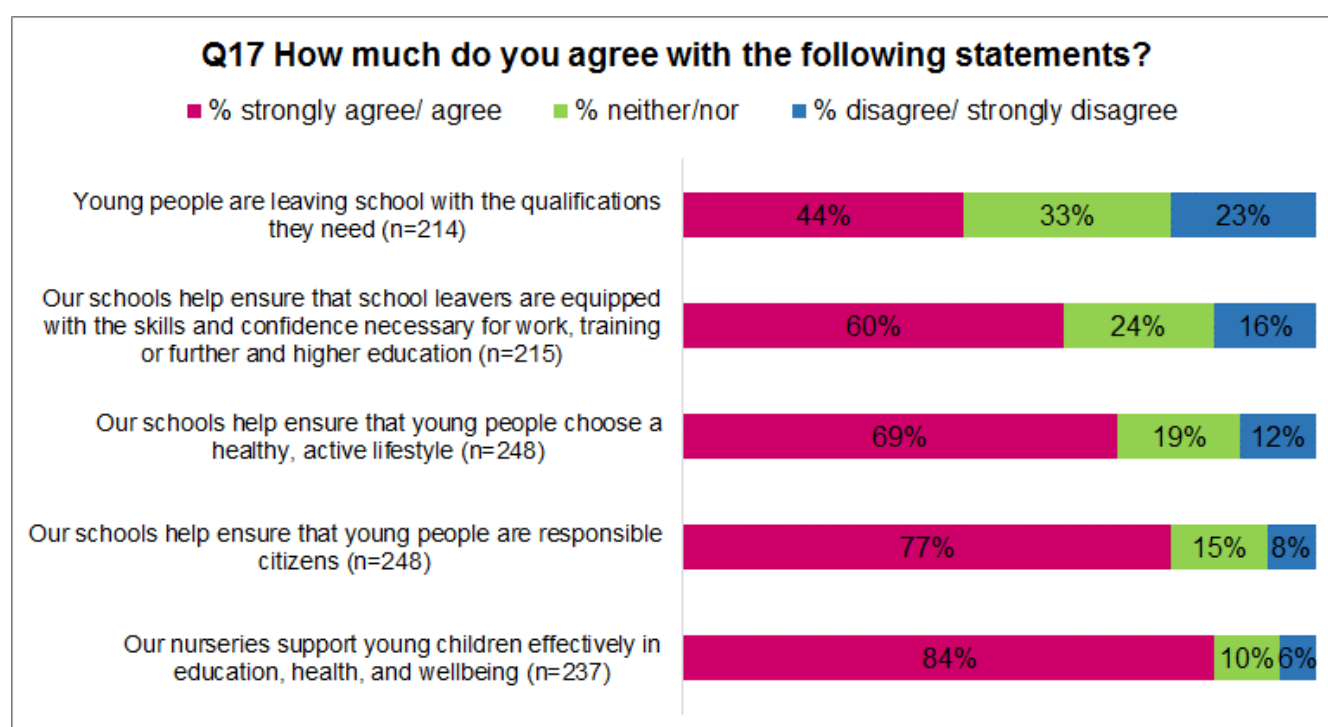 Q17 How much do you agree with the following statements?
% strongly agree/ agree % neither/nor % disagree/ strongly disagree
Young people are leaving school with the qualifications
they need (n=214)
44% 33% 23%
Our schools help ensure that school leavers are equipped
with the skills and confidence necessary for work, training
or further and higher education (n=215)
60% 24% 16%
Our schools help ensure that young people choose a
healthy, active lifestyle (n=248)
69% 19% 12%
Our schools help ensure that young people are responsible
citizens (n=248)
77% 15% 8%
Our nurseries support young children effectively in
education, health, and wellbeing (n=237)
84% 10% 6%